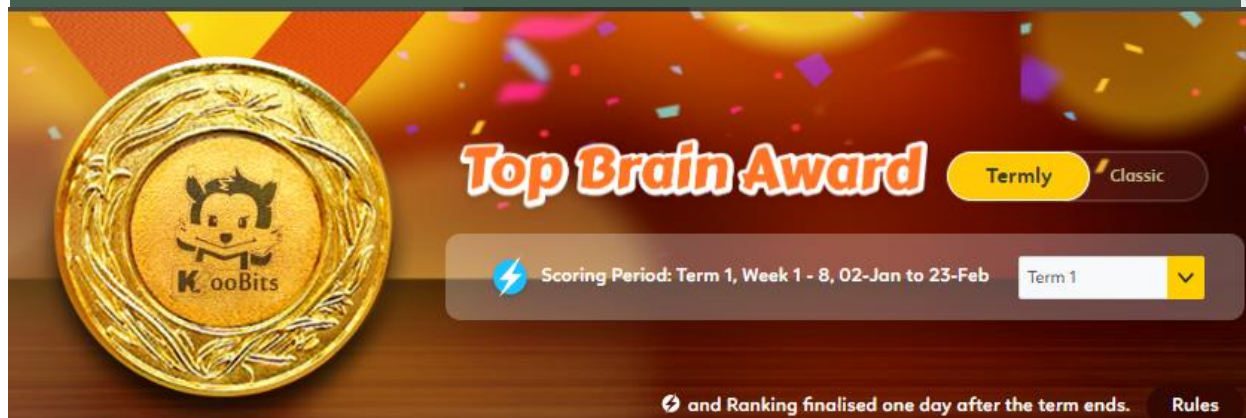 Top Brain Award
Termly
Classic
Scoring Period: Term 1, Week 1 - 8, 02-Jan to 23-Feb
Term 1
KooBits
and Ranking finalised one day after the term ends.
Rules